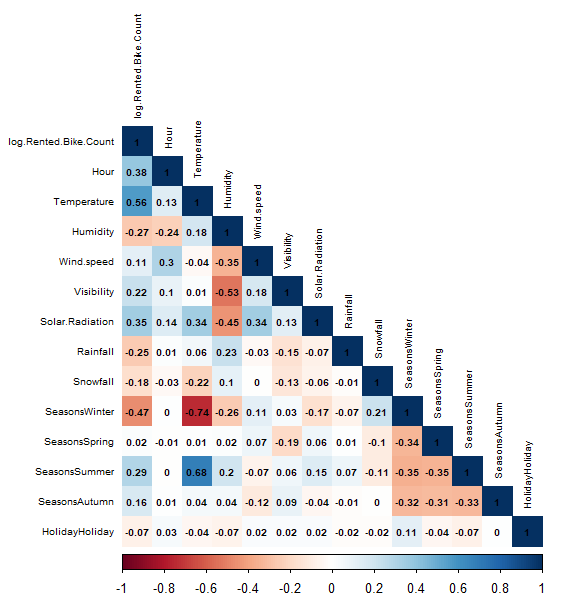 log.Rented.Bike.Count
Hour
Temperature
Humidity
Wind.speed
Visibility
Solar.Radiation
Rainfall
Snowfall
SeasonsWinter
SeasonsSpring
SeasonsSummer
SeasonsAutumn
HolidayHoliday
log.Rented.Bike.Count 1
Hour 0.38 1
Temperature 0.56 0.13 1
Humidity -0.27 -0.24 0.18 1
Wind.speed 0.11 0.3 -0.04 -0.35 1
Visibility 0.22 0.1 0.01 -0.53 0.18 1
Solar.Radiation 0.35 0.14 0.34 -0.45 0.34 0.13 1
Rainfall -0.25 0.01 0.06 0.23 -0.03 -0.15 -0.07 1
Snowfall -0.18 -0.03 -0.22 0.1 0 -0.13 -0.06 -0.01 1
SeasonsWinter -0.47 0 -0.74 -0.26 0.11 0.03 -0.17 -0.07 0.21 1
SeasonsSpring 0.02 -0.01 0.01 0.02 0.07 -0.19 0.06 0.01 -0.1 -0.34 1
SeasonsSummer 0.29 0 0.68 0.2 -0.07 0.06 0.15 0.07 -0.11 -0.35 -0.35 1
SeasonsAutumn 0.16 0.01 0.04 0.04 -0.12 0.09 -0.04 -0.01 0 -0.32 -0.31 -0.33 1
HolidayHoliday -0.07 0.03 -0.04 -0.07 0.02 0.02 0.02 -0.02 -0.02 0.11 -0.04 -0.07 0 1
-1 -0.8 -0.6 -0.4 -0.2 0 0.2 0.4 0.6 0.8 1